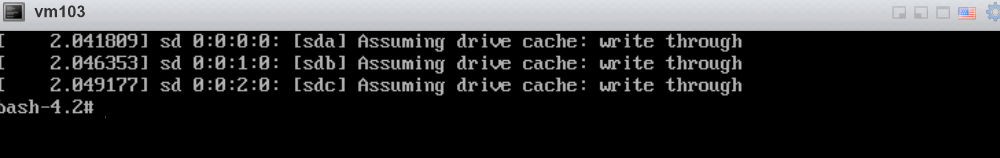 vm103
[    2.041809] sd 0:0:0:0: [sda] Assuming drive cache: write through
[    2.046353] sd 0:0:1:0: [sdb] Assuming drive cache: write through
[    2.049177] sd 0:0:2:0: [sdc] Assuming drive cache: write through
bash-4.2# _